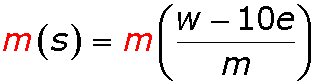 m(s) = m((w − 10e)/m)